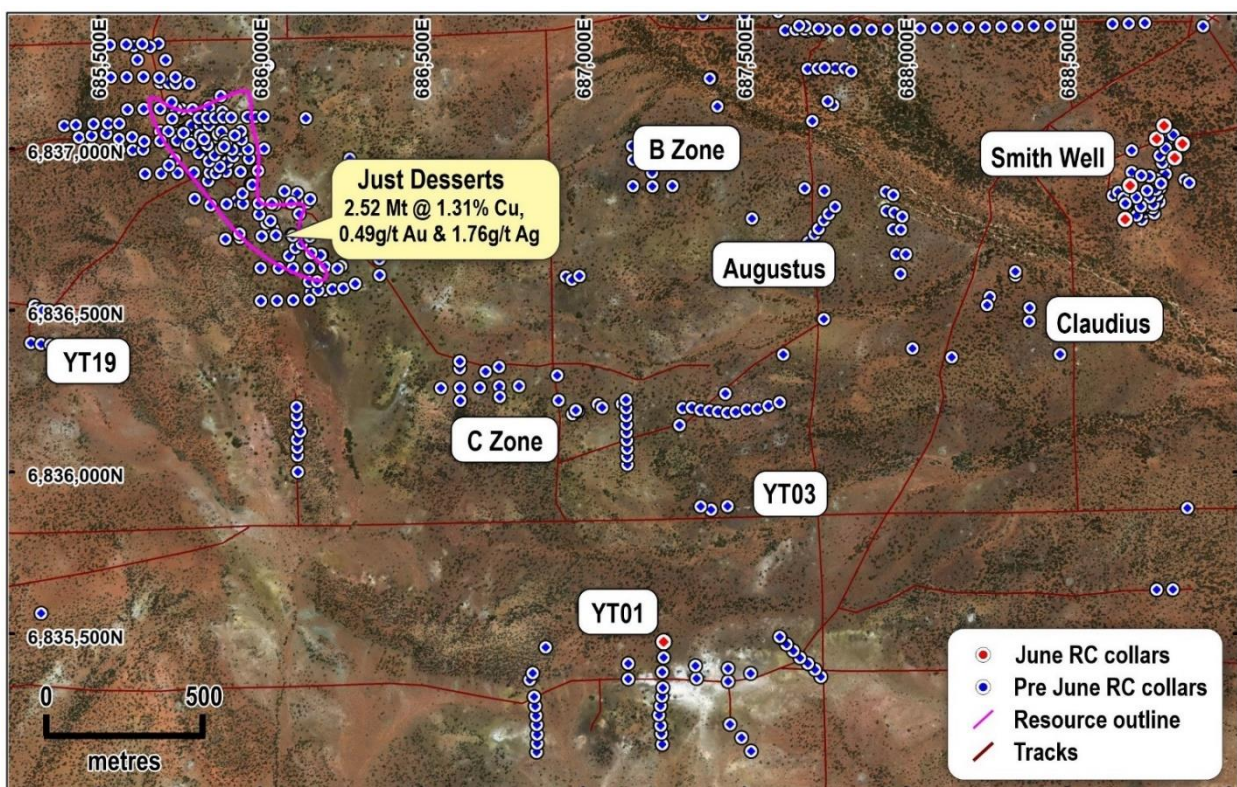 685,500E
686,000E
686,500E
687,000E
687,500E
688,000E
688,500E
6,837,000N
B Zone
Smith Well
Just Desserts
2.52 Mt @ 1.31% Cu,
0.49g/t Au & 1.76g/t Ag
Augustus
Claudius
6,836,500N
YT19
C Zone
6,836,000N
YT03
YT01
6,835,500N
0 500
metres
June RC collars
Pre June RC collars
Resource outline
Tracks